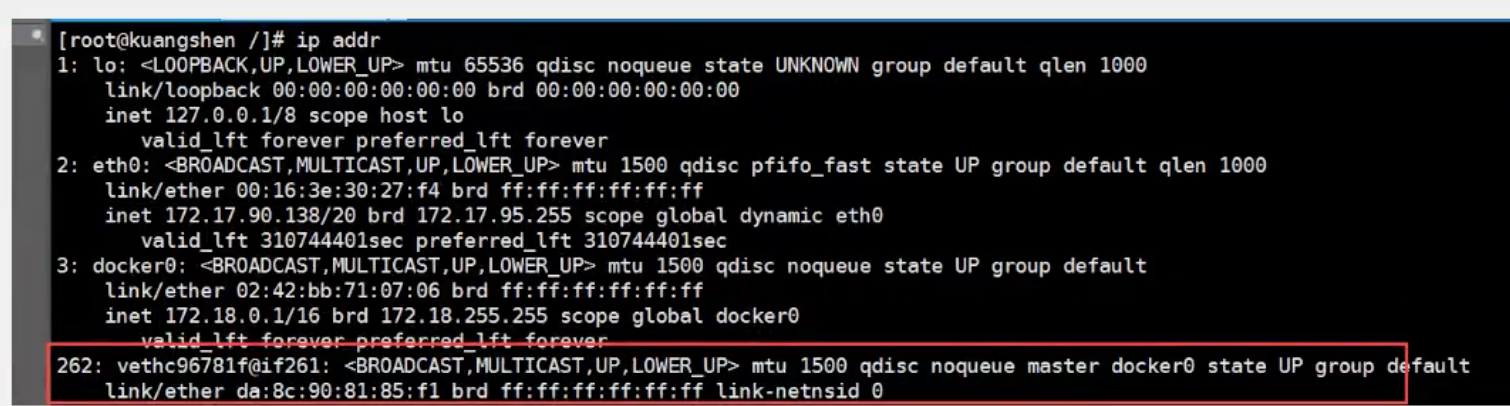 [root@kuangshen /]# ip addr
1: lo: <LOOPBACK,UP,LOWER_UP> mtu 65536 qdisc noqueue state UNKNOWN group default qlen 1000
    link/loopback 00:00:00:00:00:00 brd 00:00:00:00:00:00
    inet 127.0.0.1/8 scope host lo
       valid_lft forever preferred_lft forever
2: eth0: <BROADCAST,MULTICAST,UP,LOWER_UP> mtu 1500 qdisc pfifo_fast state UP group default qlen 1000
    link/ether 00:16:3e:30:27:f4 brd ff:ff:ff:ff:ff:ff
    inet 172.17.90.138/20 brd 172.17.95.255 scope global dynamic eth0
       valid_lft 310744401sec preferred_lft 310744401sec
3: docker0: <BROADCAST,MULTICAST,UP,LOWER_UP> mtu 1500 qdisc noqueue state UP group default
    link/ether 02:42:bb:71:07:06 brd ff:ff:ff:ff:ff:ff
    inet 172.18.0.1/16 brd 172.18.255.255 scope global docker0
       valid_lft forever preferred_lft forever
262: vethc96781f@if261: <BROADCAST,MULTICAST,UP,LOWER_UP> mtu 1500 qdisc noqueue master docker0 state UP group default
    link/ether da:8c:90:81:85:f1 brd ff:ff:ff:ff:ff:ff link-netnsid 0